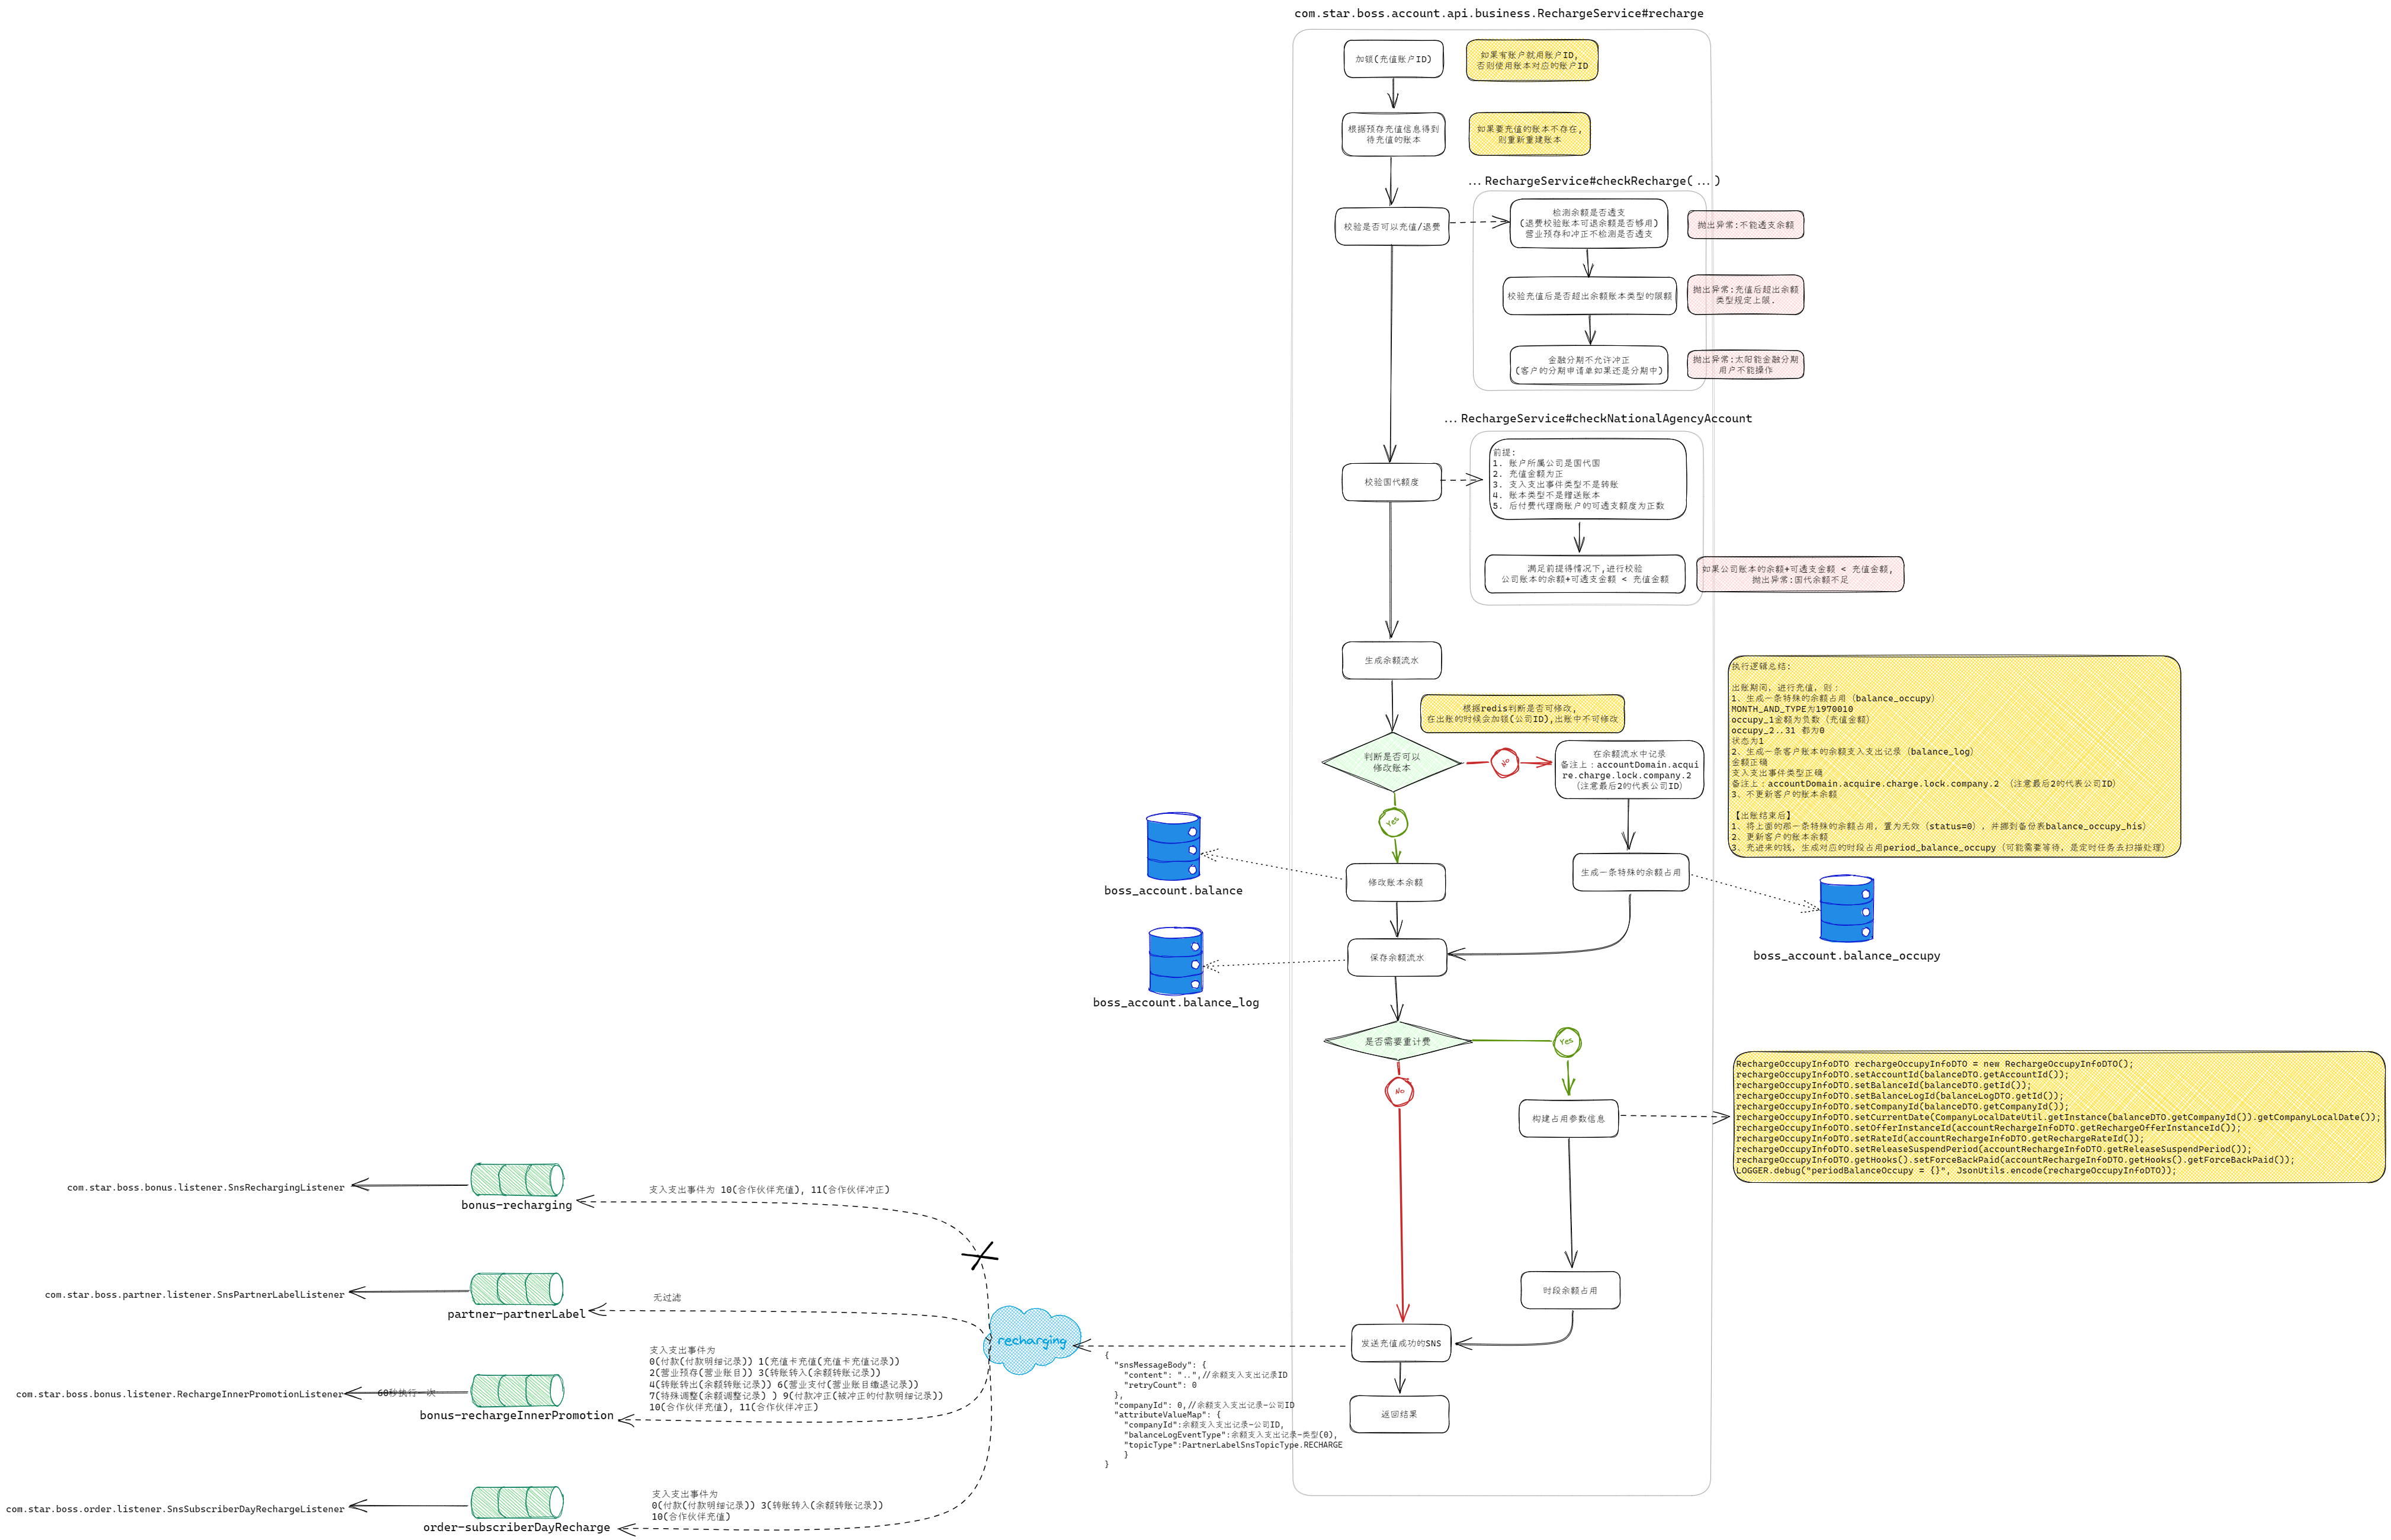 com.star.boss.account.api.business.RechargeService#recharge
加锁(充值账户ID)
如果有账户就用账户ID,
否则使用账本对应的账户ID
根据预存充值信息得到
待充值的账本
如果要充值的账本不存在,
则重新重建账本
...RechargeService#checkRecharge(...)
校验是否可以充值/退费
检测余额是否透支
(退费校验账本可退余额是否够用)
营业预存和冲正不检测是否透支
抛出异常:不能透支余额
校验充值后是否超出余额账本类型的限额
抛出异常:充值后超出余额
类型规定上限.
金融分期不允许冲正
(客户的分期申请单如果还是分期中)
抛出异常:太阳能金融分期
用户不能操作
...RechargeService#checkNationalAgencyAccount
校验国代额度
前提:
1. 账户所属公司是国代国
2. 充值金额为正
3. 支入支出事件类型不是转账
4. 账本类型不是赠送账本
5. 后付费代理商账户的可透支额度为正数
满足前提得情况下,进行校验
公司账本的余额+可透支金额 < 充值金额
如果公司账本的余额+可透支金额 < 充值金额,
抛出异常:国代余额不足
生成余额流水
根据redis判断是否可修改,
在出账的时候会加锁(公司ID),出账中不可修改
判断是否可以
修改账本
NO
在余额流水中记录
备注上：accountDomain.acqui
re.charge.lock.company.2
（注意最后2的代表公司ID）
Yes
执行逻辑总结:
出账期间，进行充值，则：
1、生成一条特殊的余额占用（balance_occupy）
MONTH_AND_TYPE为1970010
occupy_1金额为负数（充值金额）
occupy_2..31 都为0
状态为1
2、生成一条客户账本的余额支入支出记录（balance_log）
金额正确
支入支出事件类型正确
备注上：accountDomain.acquire.charge.lock.company.2 （注意最后2的代表公司ID）
3、不更新客户的账本余额
【出账结束后】
1、将上面的那一条特殊的余额占用，置为无效（status=0），并挪到备份表balance_occupy_his）
2、更新客户的账本余额
3、充进来的钱，生成对应的时段占用period_balance_occupy（可能需要等待，是定时任务去扫描处理）
修改账本余额
boss_account.balance
生成一条特殊的余额占用
boss_account.balance_occupy
保存余额流水
boss_account.balance_log
是否需要重计费
Yes
NO
构建占用参数信息
RechargeOccupyInfoDTO rechargeOccupyInfoDTO = new RechargeOccupyInfoDTO();
rechargeOccupyInfoDTO.setAccountId(balanceDTO.getAccountId());
rechargeOccupyInfoDTO.setBalanceId(balanceDTO.getId());
rechargeOccupyInfoDTO.setBalanceLogId(balanceLogDTO.getId());
rechargeOccupyInfoDTO.setCompanyId(balanceDTO.getCompanyId());
rechargeOccupyInfoDTO.setCurrentDate(CompanyLocalDateUtil.getInstance(balanceDTO.getCompanyId()).getCompanyLocalDate());
rechargeOccupyInfoDTO.setOfferInstanceId(accountRechargeInfoDTO.getRechargeOfferInstanceId());
rechargeOccupyInfoDTO.setRateId(accountRechargeInfoDTO.getRechargeRateId());
rechargeOccupyInfoDTO.setReleaseSuspendPeriod(accountRechargeInfoDTO.getReleaseSuspendPeriod());
rechargeOccupyInfoDTO.getHooks().setForceBackPaid(accountRechargeInfoDTO.getHooks().getForceBackPaid());
LOGGER.debug("periodBalanceOccupy = {}", JsonUtils.encode(rechargeOccupyInfoDTO));
时段余额占用
发送充值成功的SNS
返回结果
{
"snsMessageBody": {
"content": "..",//余额支入支出记录ID
"retryCount": 0
},
"companyId": 0,//余额支入支出记录-公司ID
"attributeValueMap": {
"companyId":余额支入支出记录-公司ID,
"balanceLogEventType":余额支入支出记录-类型(0),
"topicType":PartnerLabelSnsTopicType.RECHARGE
}
}
recharging
com.star.boss.bonus.listener.SnsRechargingListener
bonus-recharging
支入支出事件为 10(合作伙伴充值), 11(合作伙伴冲正)
com.star.boss.partner.listener.SnsPartnerLabelListener
partner-partnerLabel
无过滤
com.star.boss.bonus.listener.RechargeInnerPromotionListener
60秒执行一次
bonus-rechargeInnerPromotion
支入支出事件为
0(付款(付款明细记录)) 1(充值卡充值(充值卡充值记录))
2(营业预存(营业账目)) 3(转账转入(余额转账记录))
4(转账转出(余额转账记录)) 6(营业支付(营业账目缴退记录))
7(特殊调整(余额调整记录) ) 9(付款冲正(被冲正的付款明细记录))
10(合作伙伴充值), 11(合作伙伴冲正)
com.star.boss.order.listener.SnsSubscriberDayRechargeListener
order-subscriberDayRecharge
支入支出事件为
0(付款(付款明细记录)) 3(转账转入(余额转账记录))
10(合作伙伴充值)